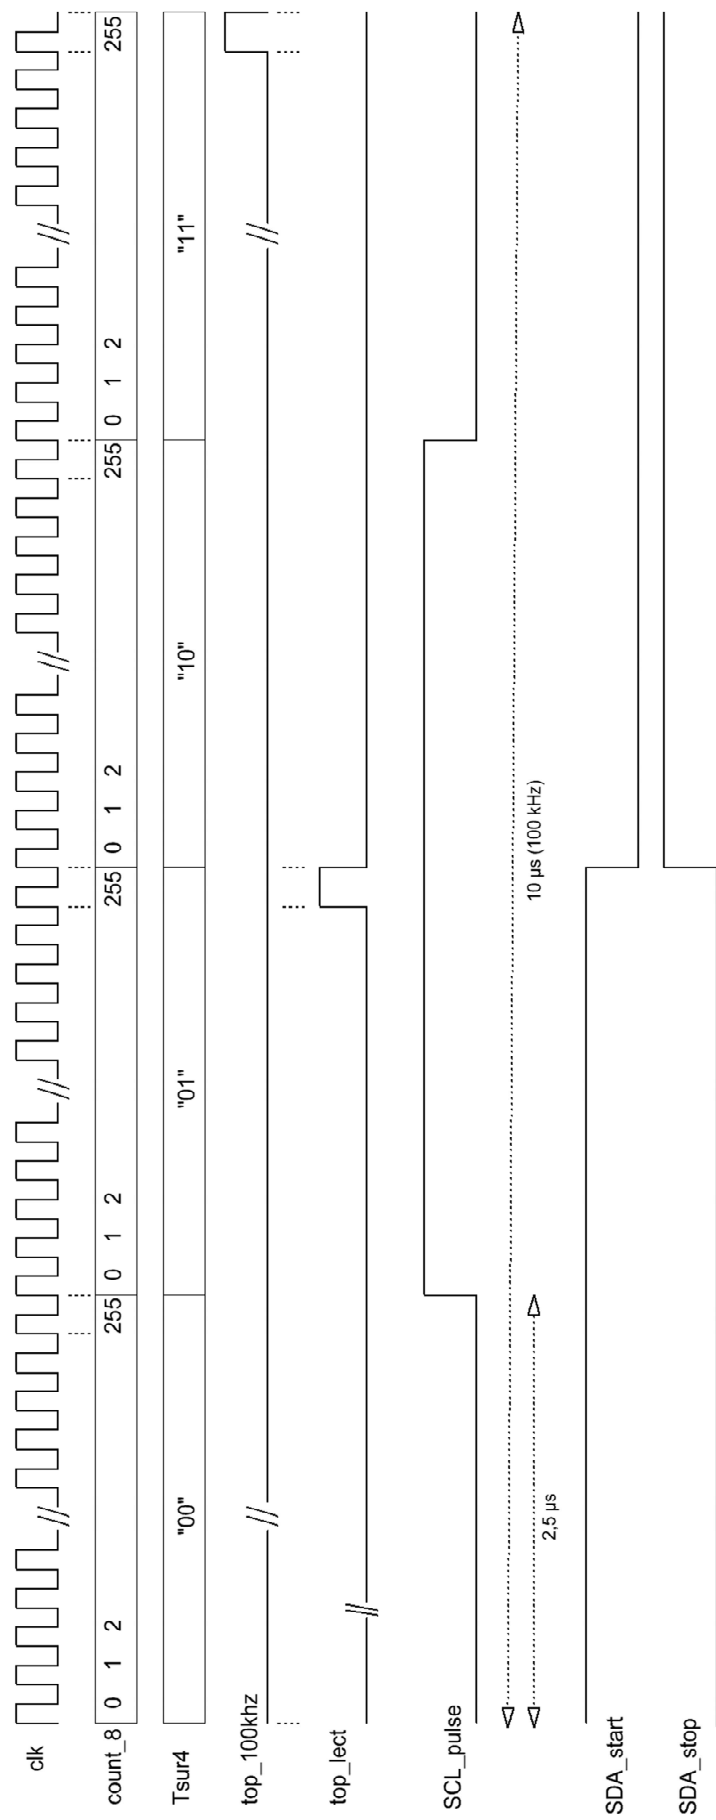 clk
count_8 0 1 2 255 0 1 2 255 0 1 2 255 0 1 2 255
Tsur4 "00" "01" "10" "11"
top_100khz
top_lect
SCL_pulse
10 µs (100 kHz)
2,5 µs
SDA_start
SDA_stop